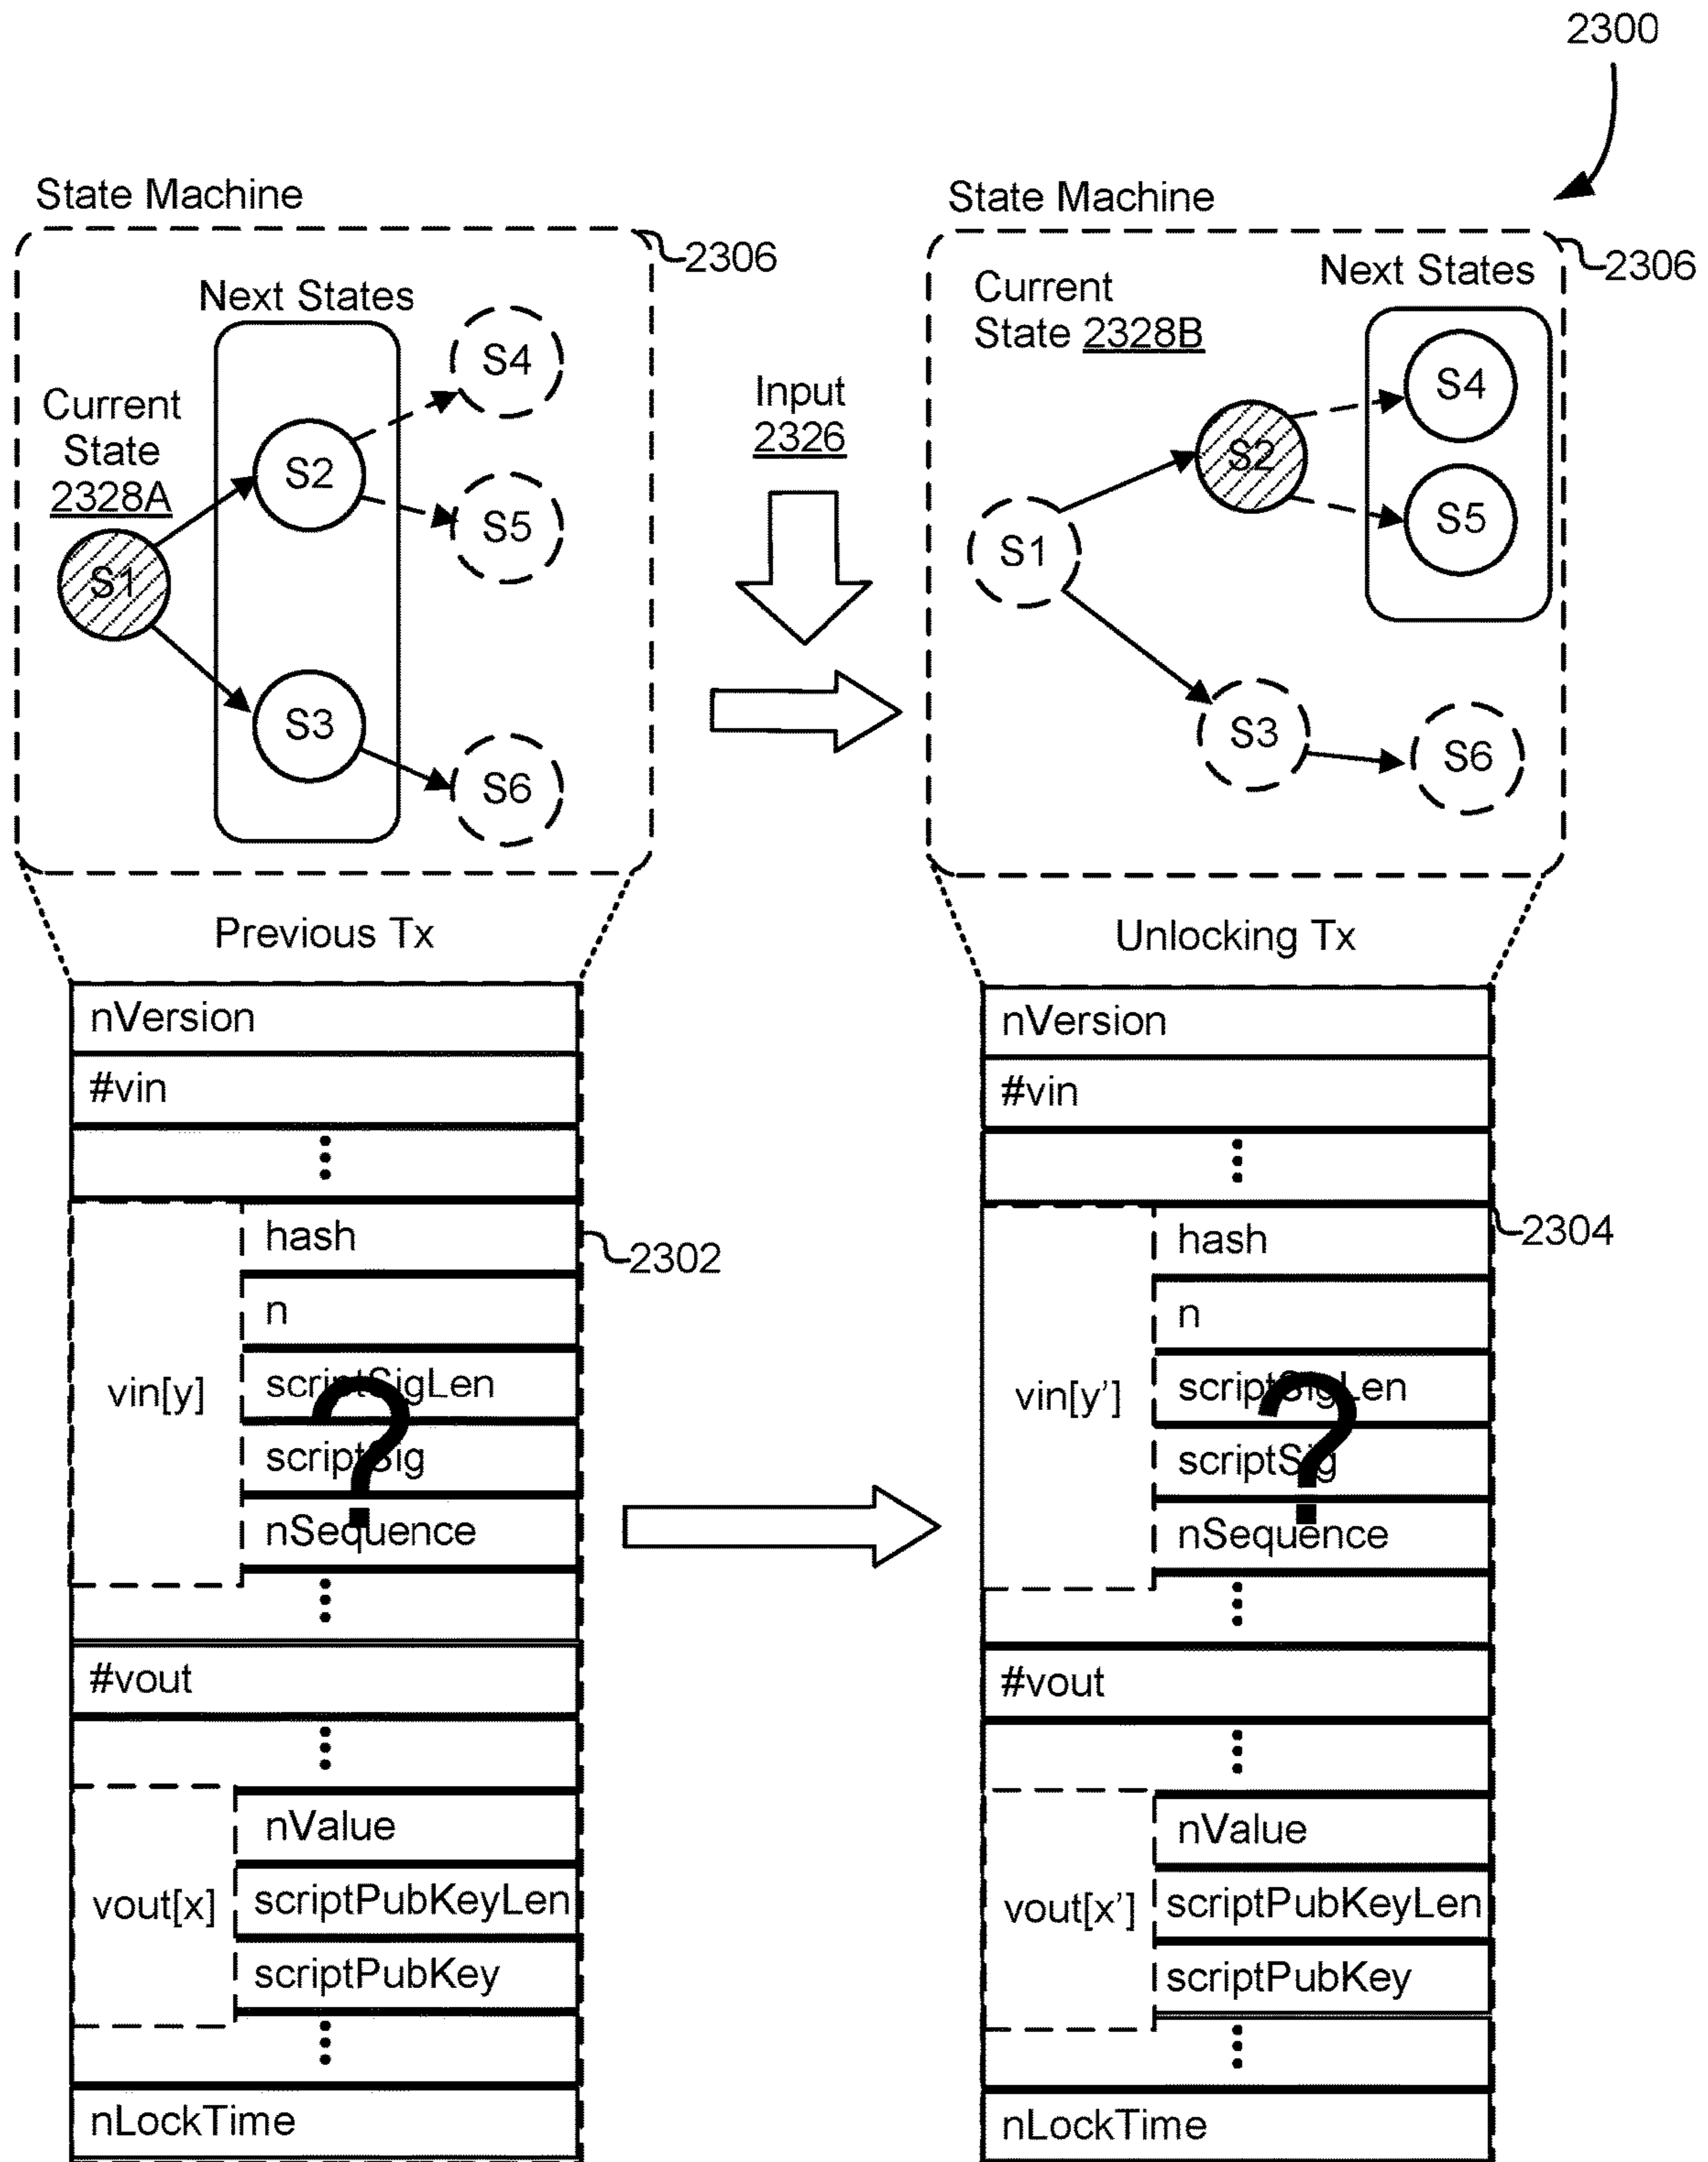 2300
State Machine
2306
Next States
Current
State
2328A
S1
S2
S3
S4
S5
S6
Input
2326
State Machine
2306
Current
State 2328B
Next States
S1
S2
S3
S4
S5
S6
Previous Tx
nVersion
#vin
vin[y]
hash
n
scriptSigLen
scriptSig
nSequence
?
2302
#vout
vout[x]
nValue
scriptPubKeyLen
scriptPubKey
nLockTime
Unlocking Tx
nVersion
#vin
vin[y’]
hash
n
scriptSigLen
scriptSig
nSequence
?
2304
#vout
vout[x’]
nValue
scriptPubKeyLen
scriptPubKey
nLockTime